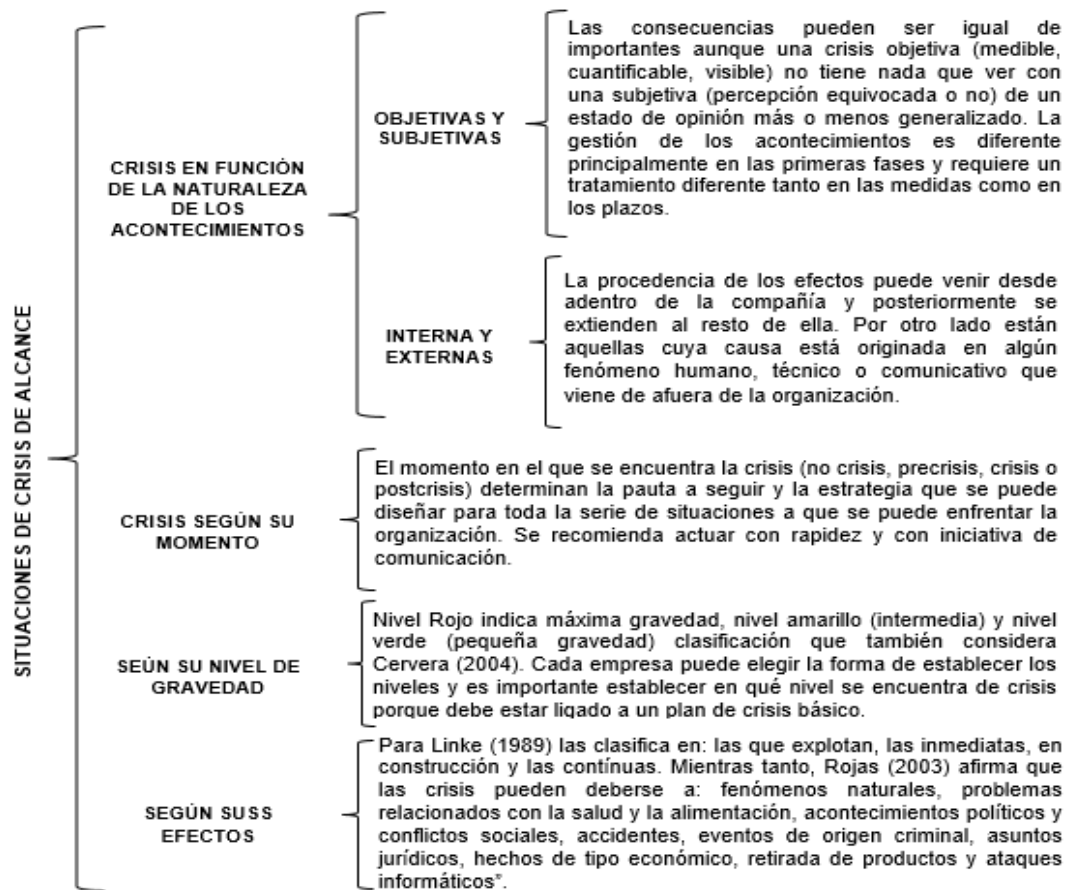 SITUACIONES DE CRISIS DE ALCANCE
CRISIS EN FUNCIÓN
DE LA NATURALEZA
DE LOS
ACONTECIMIENTOS
OBJETIVAS Y
SUBJETIVAS
Las consecuencias pueden ser igual de
importantes aunque una crisis objetiva (medible,
cuantificable, visible) no tiene nada que ver con
una subjetiva (percepción equivocada o no) de un
estado de opinión más o menos generalizado. La
gestión de los acontecimientos es diferente
principalmente en las primeras fases y requiere un
tratamiento diferente tanto en las medidas como en
los plazos.
INTERNA Y
EXTERNAS
La procedencia de los efectos puede venir desde
adentro de la compañía y posteriormente se
extienden al resto de ella. Por otro lado están
aquellas cuya causa está originada en algún
fenómeno humano, técnico o comunicativo que
viene de afuera de la organización.
CRISIS SEGÚN SU
MOMENTO
El momento en el que se encuentra la crisis (no crisis, precrisis, crisis o
postcrisis) determinan la pauta a seguir y la estrategia que se puede
diseñar para toda la serie de situaciones a que se puede enfrentar la
organización. Se recomienda actuar con rapidez y con iniciativa de
comunicación.
SEÚN SU NIVEL DE
GRAVEDAD
Nivel Rojo indica máxima gravedad, nivel amarillo (intermedia) y nivel
verde (pequeña gravedad) clasificación que también considera
Cervera (2004). Cada empresa puede elegir la forma de establecer los
niveles y es importante establecer en qué nivel se encuentra de crisis
porque debe estar ligado a un plan de crisis básico.
SEGÚN SUSS
EFECTOS
Para Linke (1989) las clasifica en: las que explotan, las inmediatas, en
construcción y las contínuas. Mientras tanto, Rojas (2003) afirma que
las crisis pueden deberse a: fenómenos naturales, problemas
relacionados con la salud y la alimentación, acontecimientos políticos y
conflictos sociales, accidentes, eventos de origen criminal, asuntos
jurídicos, hechos de tipo económico, retirada de productos y ataques
informáticos".